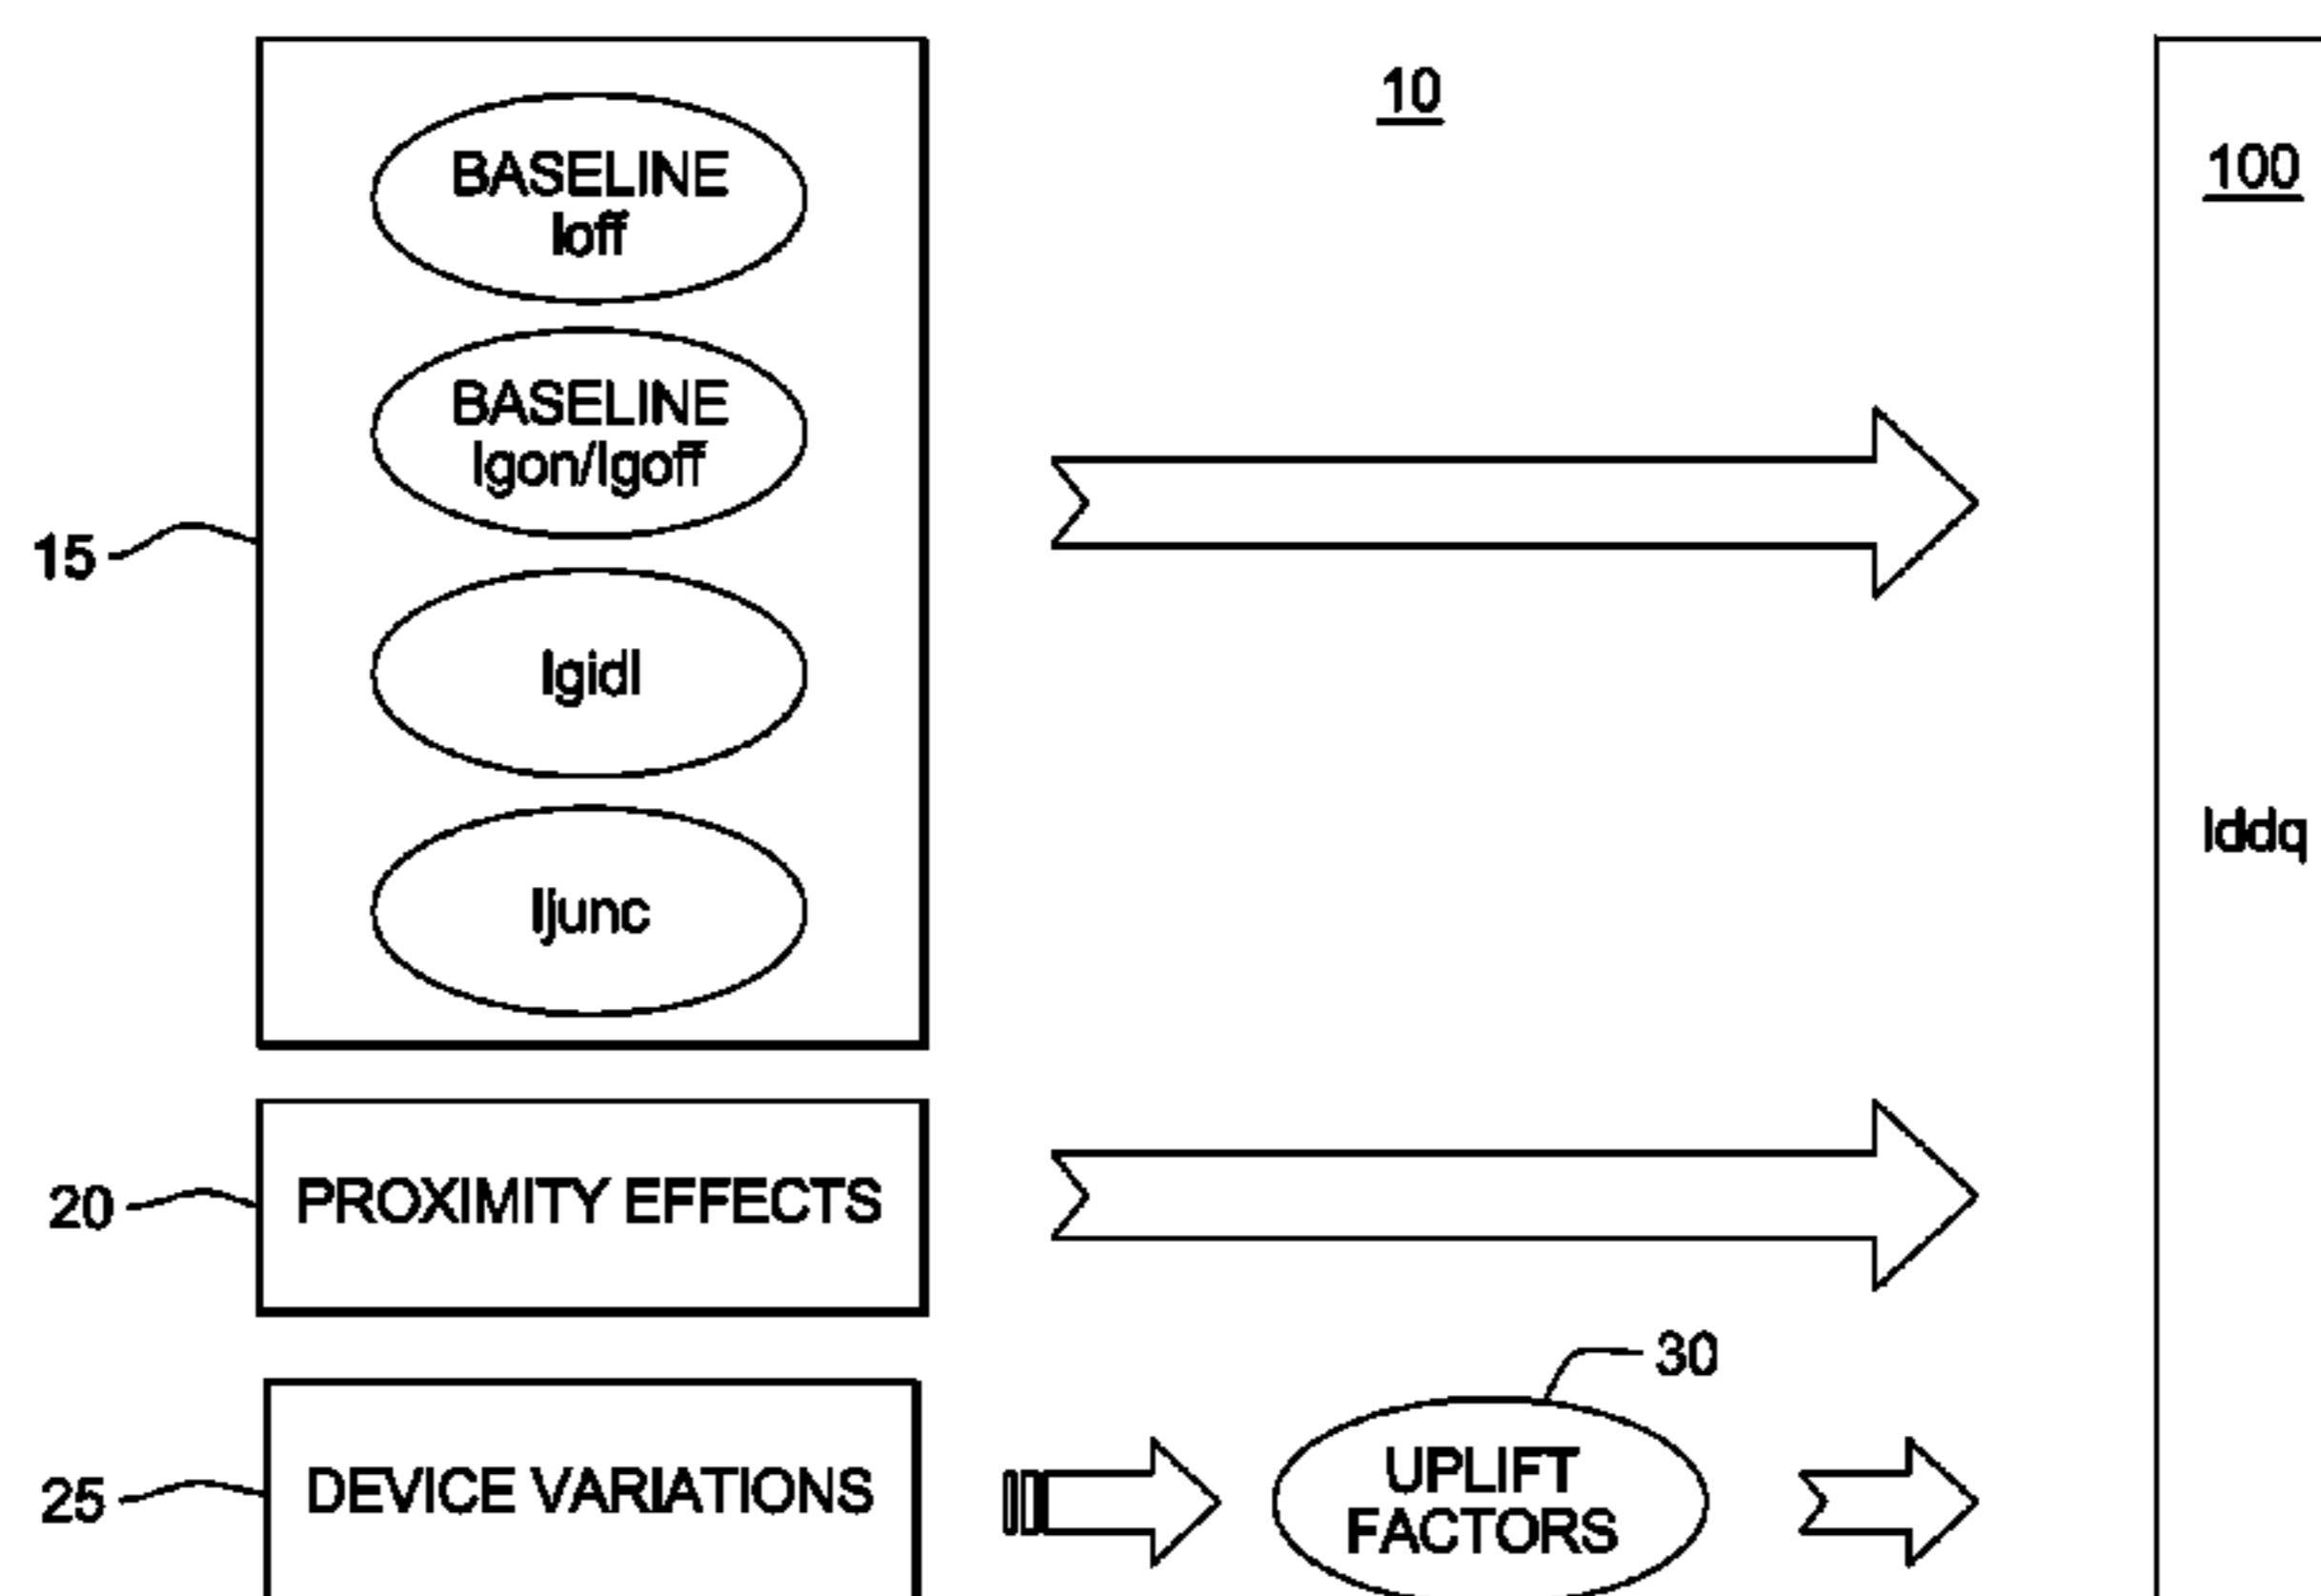 10
100
BASELINE
Ioff
BASELINE
Igon/Igoff
15
Igidl
Iddq
Ijunc
20
PROXIMITY EFFECTS
30
25
DEVICE VARIATIONS
UPLIFT
FACTORS